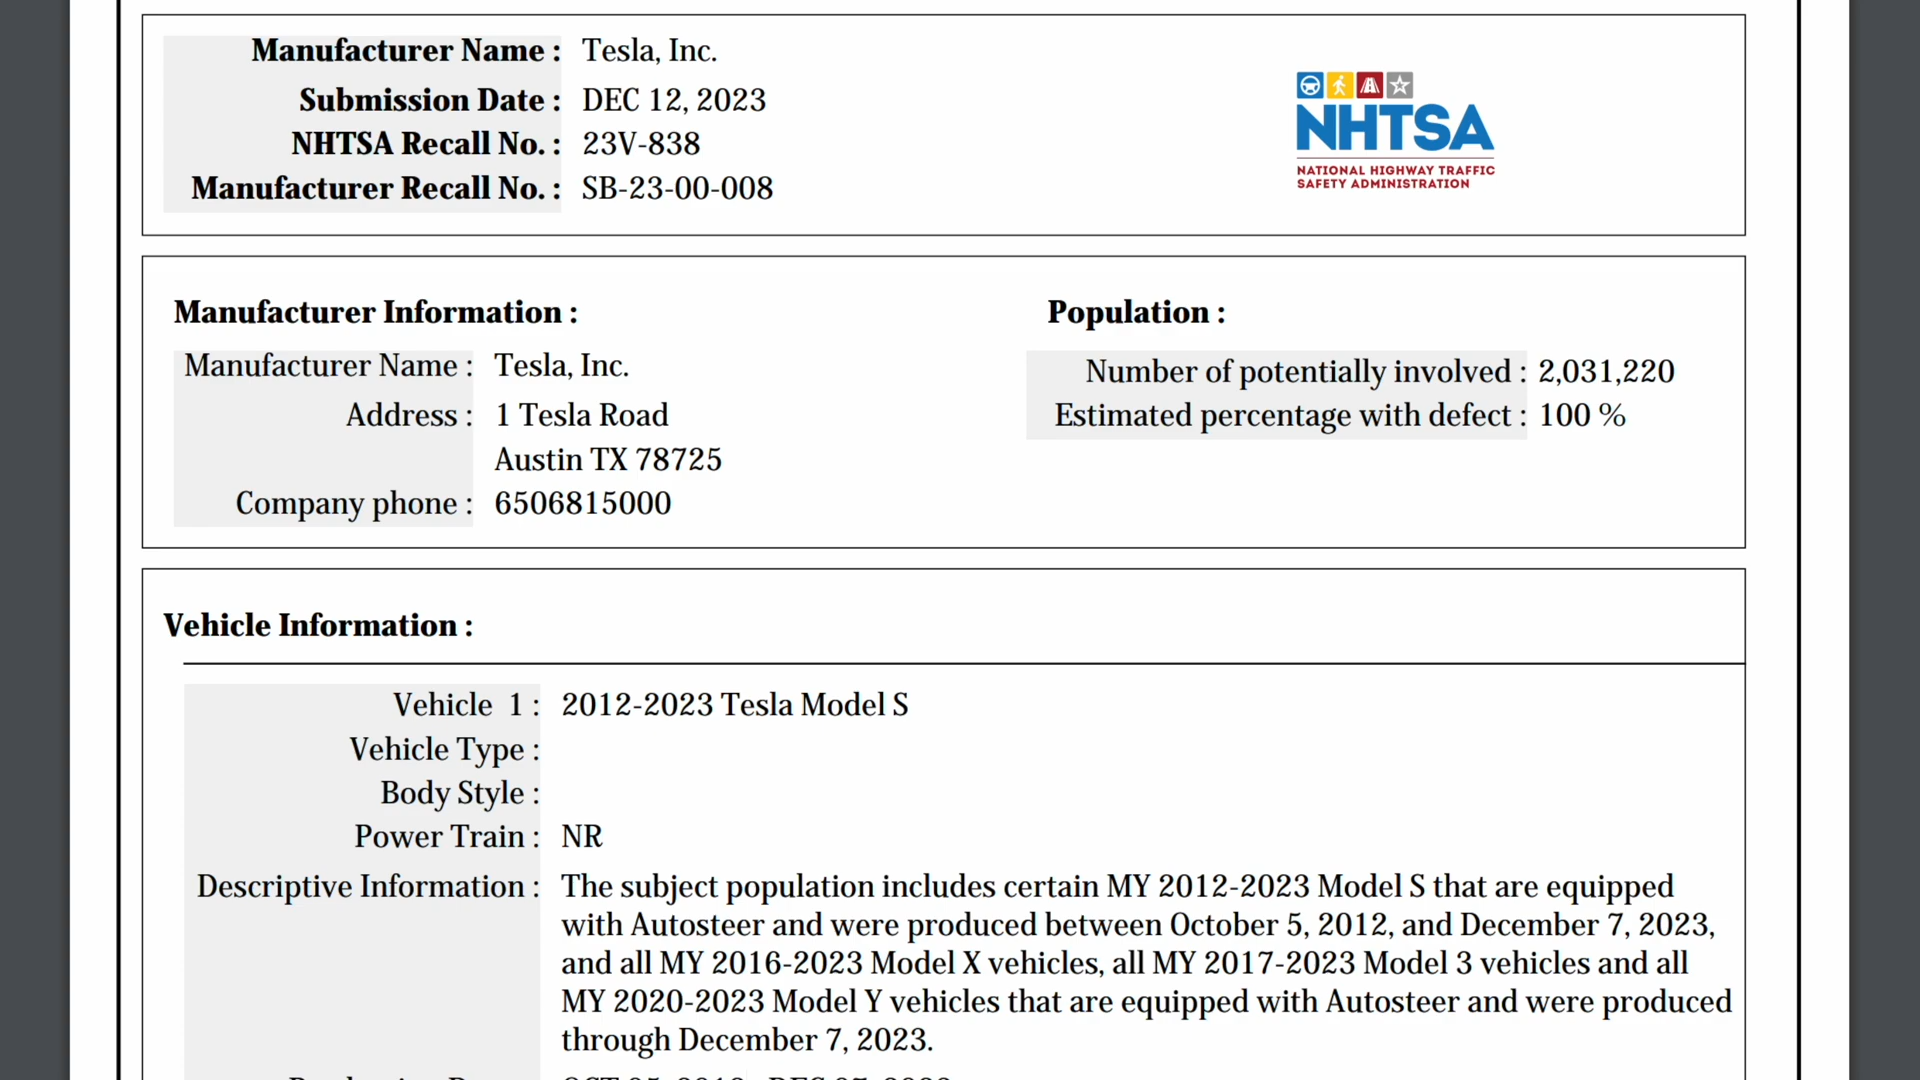 Manufacturer Name : Tesla, Inc.
Submission Date : DEC 12, 2023
NHTSA Recall No. : 23V-838
Manufacturer Recall No. : SB-23-00-008
NHTSA
NATIONAL HIGHWAY TRAFFIC
SAFETY ADMINISTRATION
Manufacturer Information :
Manufacturer Name : Tesla, Inc.
Address : 1 Tesla Road
Austin TX 78725
Company phone : 6506815000
Population :
Number of potentially involved : 2,031,220
Estimated percentage with defect : 100 %
Vehicle Information :
Vehicle 1 : 2012-2023 Tesla Model S
Vehicle Type :
Body Style :
Power Train : NR
Descriptive Information : The subject population includes certain MY 2012-2023 Model S that are equipped
with Autosteer and were produced between October 5, 2012, and December 7, 2023,
and all MY 2016-2023 Model X vehicles, all MY 2017-2023 Model 3 vehicles and all
MY 2020-2023 Model Y vehicles that are equipped with Autosteer and were produced
through December 7, 2023.